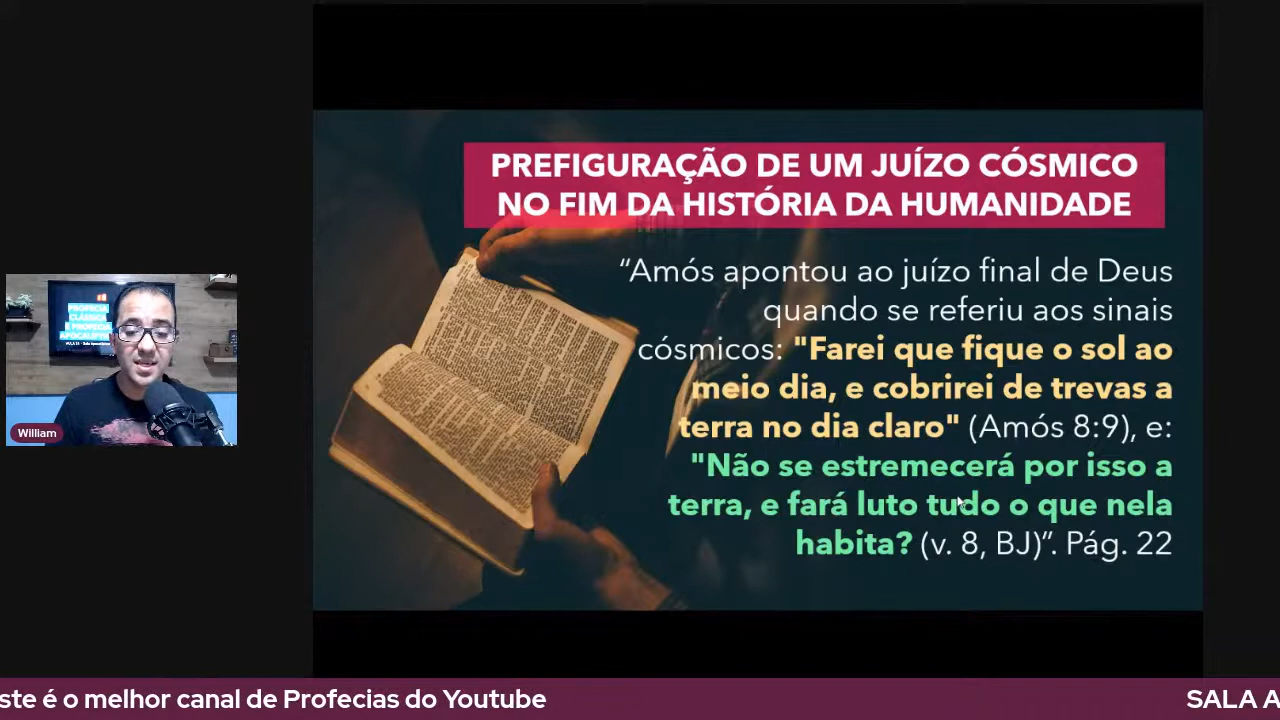 PREFIGURAÇÃO DE UM JUÍZO CÓSMICO
NO FIM DA HISTÓRIA DA HUMANIDADE
“Amós apontou ao juízo final de Deus
quando se referiu aos sinais
cósmicos: "Farei que fique o sol ao
meio dia, e cobrirei de trevas a
terra no dia claro" (Amós 8:9), e:
"Não se estremecerá por isso a
terra, e fará luto tudo o que nela
habita? (v. 8, BJ)”. Pág. 22
PROFECIA
CLÁSSICA
E PROFECIA
William
ste é o melhor canal de Profecias do Youtube
SALA A